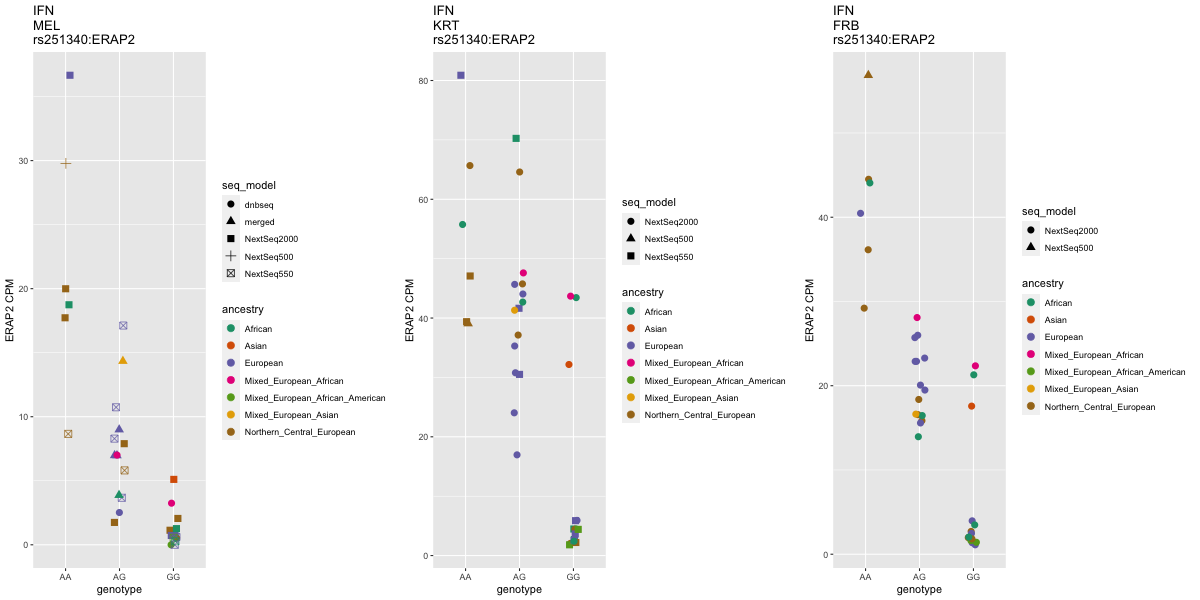 IFN
MEL
rs251340:ERAP2
ERAP2 CPM
30
20
10
0
AA
AG
GG
genotype
seq_model
dnbseq
merged
NextSeq2000
NextSeq500
NextSeq550
ancestry
African
Asian
European
Mixed_European_African
Mixed_European_African_American
Mixed_European_Asian
Northern_Central_European
IFN
KRT
rs251340:ERAP2
ERAP2 CPM
80
60
40
20
0
AA
AG
GG
genotype
seq_model
NextSeq2000
NextSeq500
NextSeq550
ancestry
African
Asian
European
Mixed_European_African
Mixed_European_African_American
Mixed_European_Asian
Northern_Central_European
IFN
FRB
rs251340:ERAP2
ERAP2 CPM
40
20
0
AA
AG
GG
genotype
seq_model
NextSeq2000
NextSeq500
ancestry
African
Asian
European
Mixed_European_African
Mixed_European_African_American
Mixed_European_Asian
Northern_Central_European